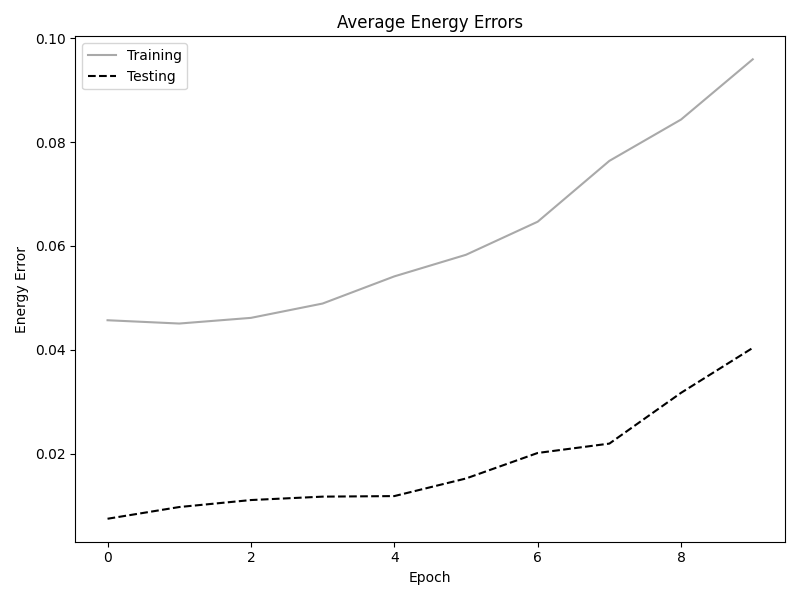 Average Energy Errors
Training
Testing
0.10
0.08
0.06
0.04
0.02
Energy Error
0 2 4 6 8
Epoch